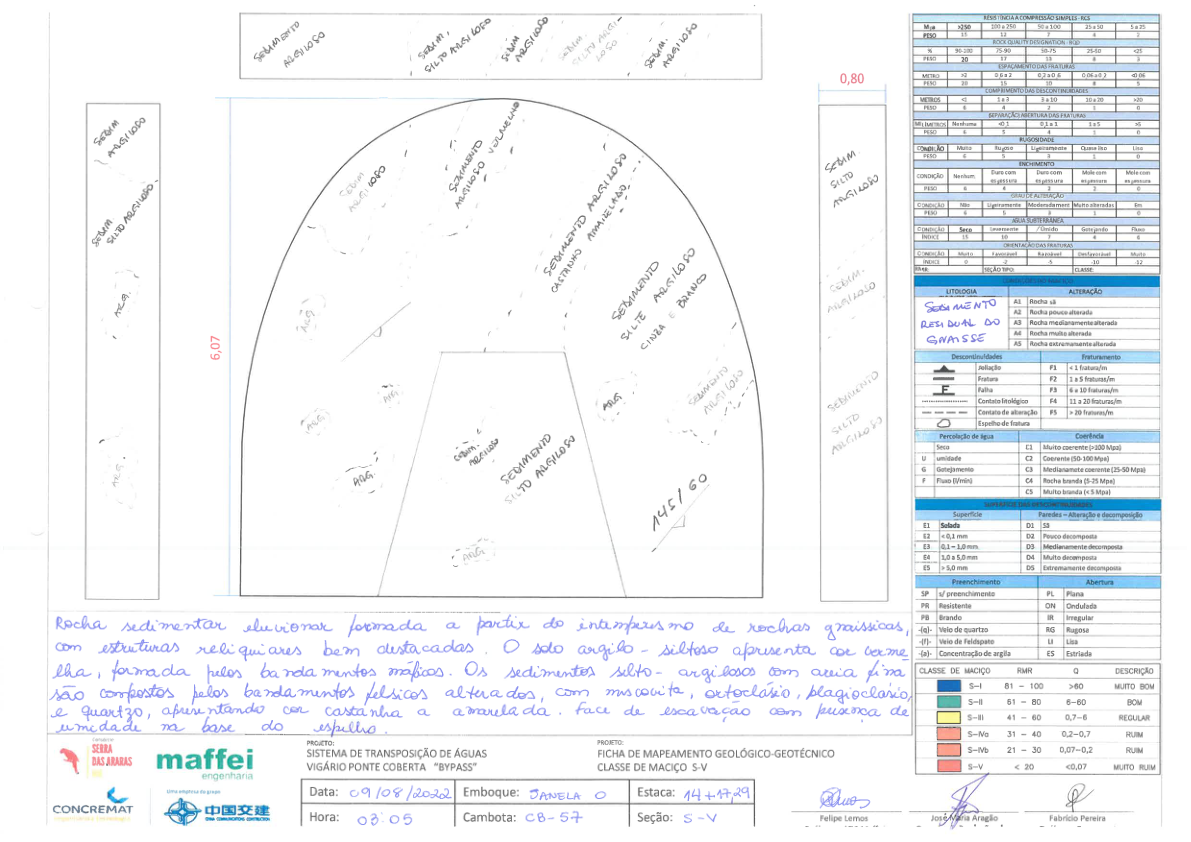 SEDIMENTO
ARGILOSO
SEDIM.
SILTO ARGILOSO
SEDIM
ARGILOSO
SEDIM
SILTO ARGI-
LOSO
SEDIM
ARGILOSO
0,80
SEDIM
ARGILOSO
SEDIM
SILTO ARGILOSO
ARG.
ARG.
SEDIM
ARGILOSO
SEDIMENTO
ARGILOSO VERMELHO
SEDIMENTO ARGILOSO
CASTANHO AMARELADO
SEDIMENTO
SILTE ARGILOSO
CINZA E BRANCO
ARG
ARG.
ARG
ARG.
ARG.
SEDIM
ARGILOSO
SEDIMENTO
SILTO ARGILOSO
SEDIMENTO
ARGILOSO
145/60
ARG
6,07
SEDIM.
SILTO
ARGILOSO
SEDIM.
ARGILOSO
SEDIMENTO
SILTO
ARGILOSO
RESISTÊNCIA A COMPRESSÃO SIMPLES - RCS
Mpa >250 100 a 250 50 a 100 25 a 50 5 a 25
PESO 15 12 7 4 2
ROCK QUALITY DESIGNATION - RQD
% 90-100 75-90 50-75 25-50 <25
PESO 20 17 13 8 3
ESPAÇAMENTO DAS FRATURAS
METRO >2 0,6 a 2 0,2 a 0,6 0,06 a 0,2 <0,06
PESO 20 15 10 8 5
COMPRIMENTO DAS DESCONTINUIDADES
METROS <1 1 a 3 3 a 10 10 a 20 >20
PESO 6 4 2 1 0
SEPARAÇÃO/ABERTURA DAS FRATURAS
MILIMETROS Nenhuma <0,1 0,1 a 1 1 a 5 >5
PESO 6 5 4 1 0
RUGOSIDADE
CONDIÇÃO Muito Rugoso Ligeiramente Quase liso Liso
PESO 6 5 3 1 0
ENCHIMENTO
CONDIÇÃO Nenhum Duro com espessura Duro com espessura Mole com espessura Mole com espessura
PESO 6 4 2 2 0
GRAU DE ALTERAÇÃO
CONDIÇÃO Não Ligeiramente Moderadament Muito alteradas Em
PESO 6 5 3 1 0
ÁGUA SUBTERRÂNEA
CONDIÇÃO Seco Levemente Úmido Gotejando Fluxo
ÍNDICE 15 10 7 4 0
ORIENTAÇÃO DAS FRATURAS
CONDIÇÃO Muito Favorável Razoável Desfavorável Muito
ÍNDICE 0 -2 -5 -10 -12
RMR: SEÇÃO TIPO: CLASSE:
LITOLOGIA ALTERAÇÃO
SEDIMENTO
RESIDUAL DO
GNAISSE
A1 Rocha sã
A2 Rocha pouco alterada
A3 Rocha medianamente alterada
A4 Rocha muito alterada
A5 Rocha extremamente alterada
Descontinuidades Fraturamento
Foliação F1 < 1 fratura/m
Fratura F2 1 a 5 fraturas/m
F Falha F3 6 a 10 fraturas/m
Contato litológico F4 11 a 20 fraturas/m
Contato de alteração F5 > 20 fraturas/m
Espelho de fratura
Percolação de água Coerência
Seco C1 Muito coerente (>100 Mpa)
U umidade C2 Coerente (50-100 Mpa)
G Gotejamento C3 Medianamete coerente (25-50 Mpa)
F Fluxo (l/min) C4 Rocha branda (5-25 Mpa)
C5 Muito branda (< 5 Mpa)
SUPERFÍCIE DAS DESCONTINUIDADES
Superfície Paredes – Alteração e decomposição
E1 Selada D1 Sã
E2 < 0,1 mm D2 Pouco decomposta
E3 0,1 – 1,0 mm D3 Medianamente decomposta
E4 1,0 a 5,0 mm D4 Muito decomposta
E5 > 5,0 mm D5 Extremamente decomposta
Preenchimento Abertura
SP s/ preenchimento PL Plana
PR Resistente ON Ondulada
PB Brando IR Irregular
-(q)- Veio de quartzo RG Rugosa
-(f)- Veio de Feldspato LI Lisa
-(a)- Concentração de argila ES Estriada
CLASSE DE MACIÇO RMR Q DESCRIÇÃO
S-I 81 – 100 >60 MUITO BOM
S-II 61 – 80 6-60 BOM
S-III 41 – 60 0,7-6 REGULAR
S-IVa 31 – 40 0,2-0,7 RUIM
S-IVb 21 – 30 0,07-0,2 RUIM
S-V < 20 <0,07 MUITO RUIM
Rocha sedimentar eluvionar formada a partir do intemperismo de rochas gnaissicas,
com estruturas reliquiares bem destacadas. O solo argilo-siltoso apresenta cor verme
lha, formada pelos bandamentos máficos. Os sedimentos silto-argilosos com areia fina
são compostos pelos bandamentos félsicos alterados, com muscovita, ortoclásio, plagioclásio,
e quartzo, apresentando cor castanha a amarelada. Face de escavação com presença de
umidade na base do espelho.
SERRA
DAS ARARAS
maffei
engenharia
CONCREMAT
Uma empresa do grupo
中国交建
CHINA COMMUNICATIONS CONSTRUCTION
PROJETO:
SISTEMA DE TRANSPOSIÇÃO DE ÁGUAS
VIGÁRIO PONTE COBERTA "BYPASS"
PROJETO:
FICHA DE MAPEAMENTO GEOLÓGICO-GEOTÉCNICO
CLASSE DE MACIÇO S-V
Data: 09/08/2022 Emboque: JANELA O Estaca: 14+17,29
Hora: 03:05 Cambota: CB-57 Seção: S-V
Felipe Lemos
José Maria Aragão
Fabrício Pereira